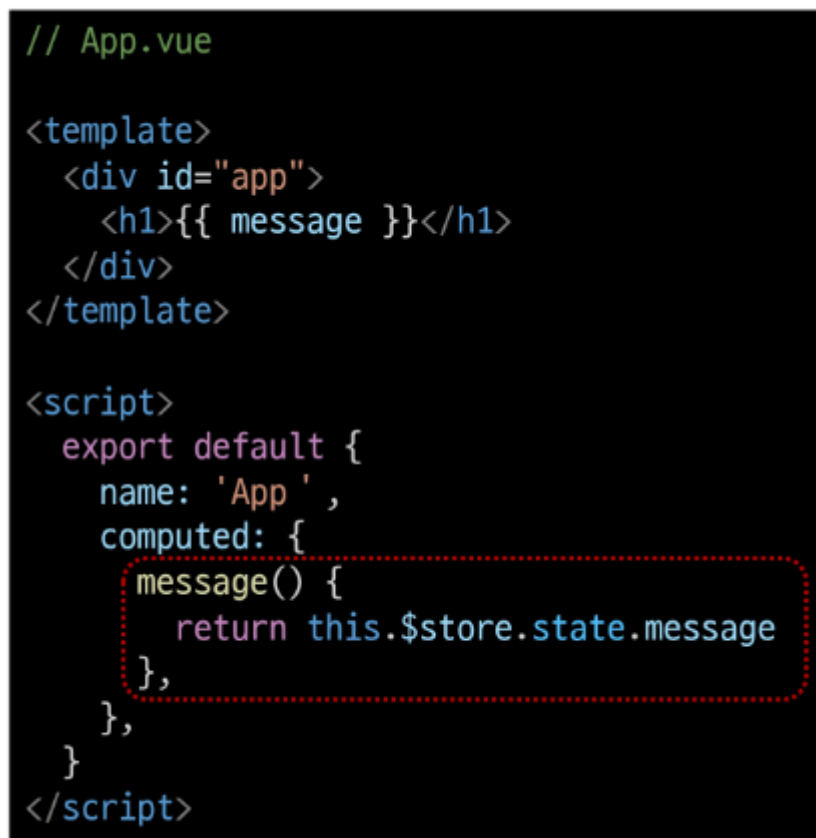 // App.vue
<template>
<div id="app">
<h1>{{ message }}</h1>
</div>
</template>
<script>
export default {
name: 'App ' ,
computed: {
message() {
return this.$store.state.message
},
},
}
</script>